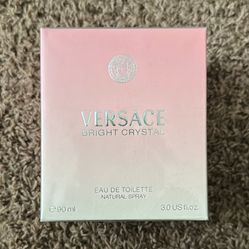 VERSACE
BRIGHT CRYSTAL
EAU DE TOILETTE
NATURAL SPRAY
℮ 90 ml 3.0 US fl.oz